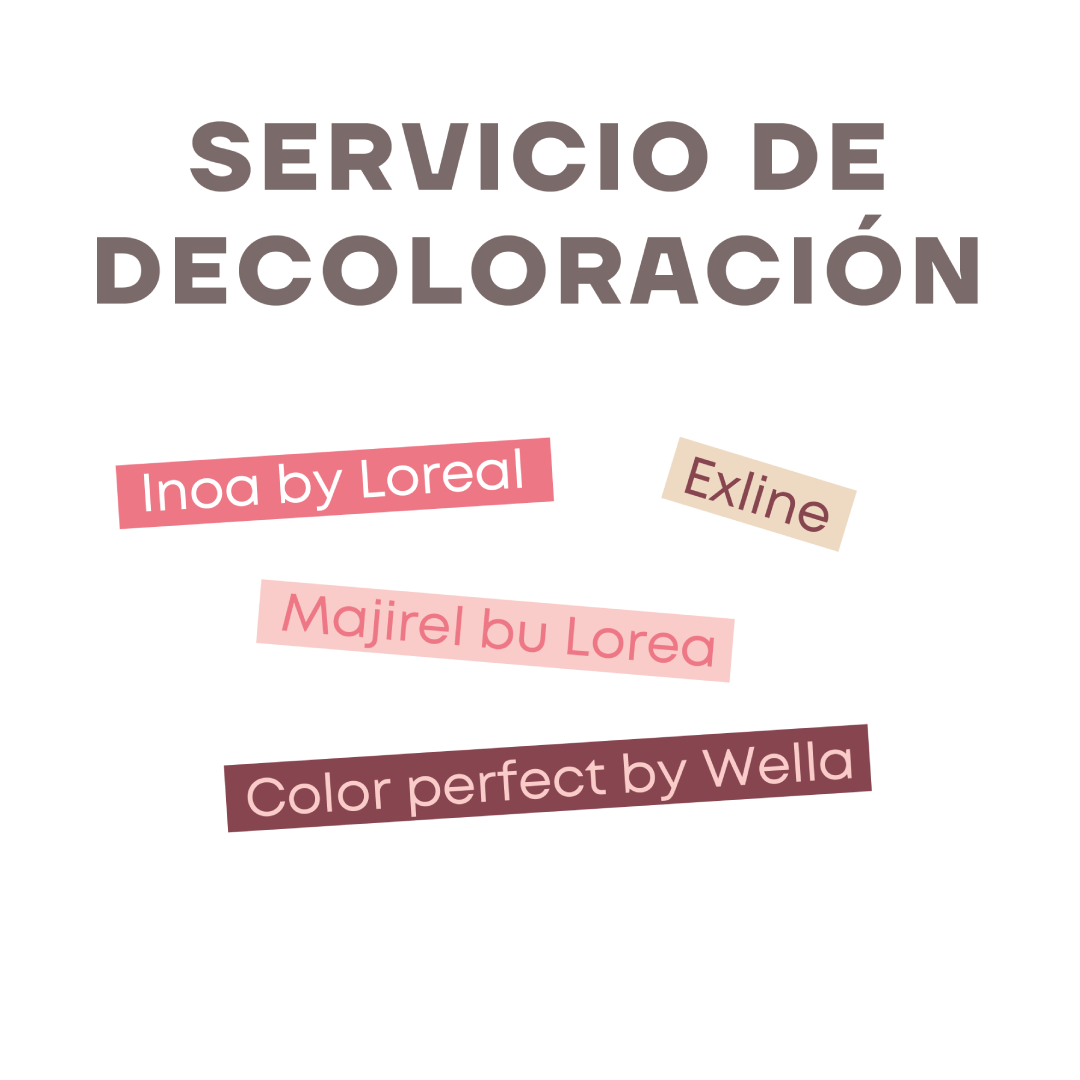 SERVICIO DE
DECOLORACIÓN
Inoa by Loreal
Exline
Majirel bu Lorea
Color perfect by Wella